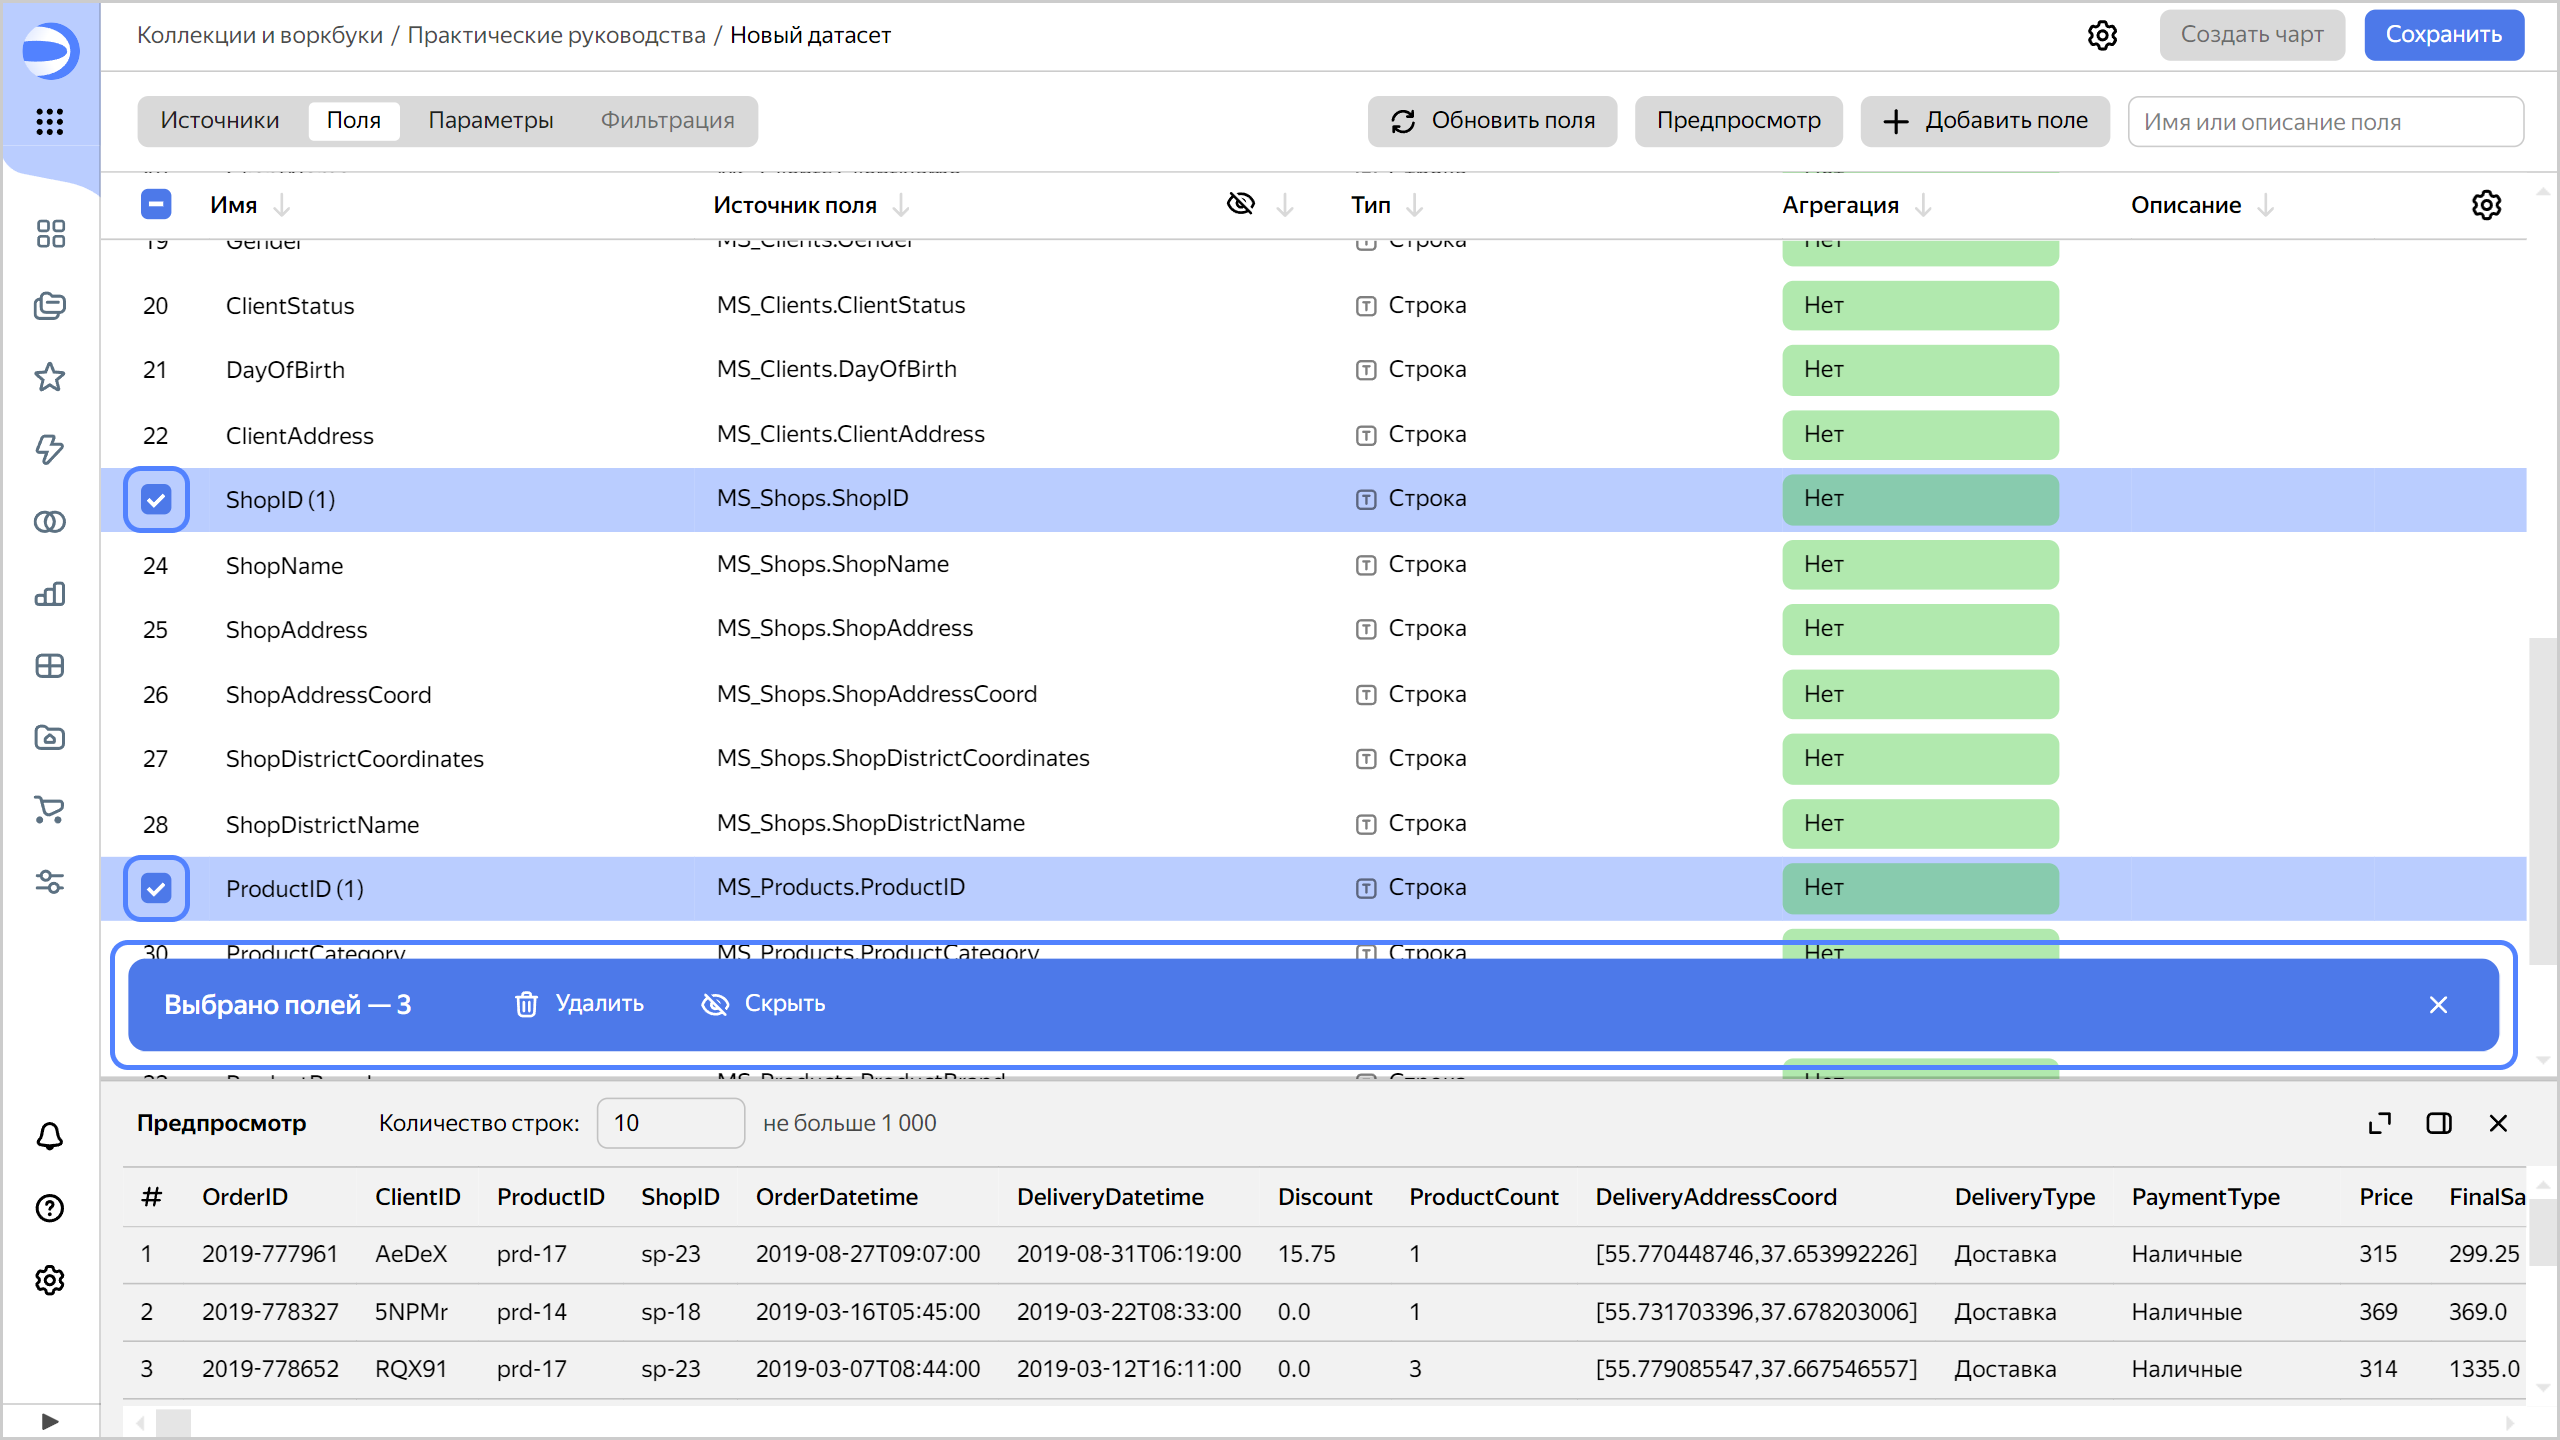 Коллекции и воркбуки / Практические руководства / Новый датасет
Создать чарт
Сохранить
Источники Поля Параметры Фильтрация
Обновить поля
Предпросмотр
Добавить поле
Имя или описание поля
Имя Источник поля Тип Агрегация Описание
19 Gender MS_Clients.Gender Строка Нет
20 ClientStatus MS_Clients.ClientStatus Строка Нет
21 DayOfBirth MS_Clients.DayOfBirth Строка Нет
22 ClientAddress MS_Clients.ClientAddress Строка Нет
ShopID (1) MS_Shops.ShopID Строка Нет
24 ShopName MS_Shops.ShopName Строка Нет
25 ShopAddress MS_Shops.ShopAddress Строка Нет
26 ShopAddressCoord MS_Shops.ShopAddressCoord Строка Нет
27 ShopDistrictCoordinates MS_Shops.ShopDistrictCoordinates Строка Нет
28 ShopDistrictName MS_Shops.ShopDistrictName Строка Нет
ProductID (1) MS_Products.ProductID Строка Нет
30 ProductCategory MS_Products.ProductCategory Строка Нет
Выбрано полей — 3 Удалить Скрыть
MS_Products.ProductBrand Строка Нет
Предпросмотр Количество строк: 10 не больше 1 000
# OrderID ClientID ProductID ShopID OrderDatetime DeliveryDatetime Discount ProductCount DeliveryAddressCoord DeliveryType PaymentType Price FinalSa
1 2019-777961 AeDeX prd-17 sp-23 2019-08-27T09:07:00 2019-08-31T06:19:00 15.75 1 [55.770448746,37.653992226] Доставка Наличные 315 299.25
2 2019-778327 5NPMr prd-14 sp-18 2019-03-16T05:45:00 2019-03-22T08:33:00 0.0 1 [55.731703396,37.678203006] Доставка Наличные 369 369.0
3 2019-778652 RQX91 prd-17 sp-23 2019-03-07T08:44:00 2019-03-12T16:11:00 0.0 3 [55.779085547,37.667546557] Доставка Наличные 314 1335.0